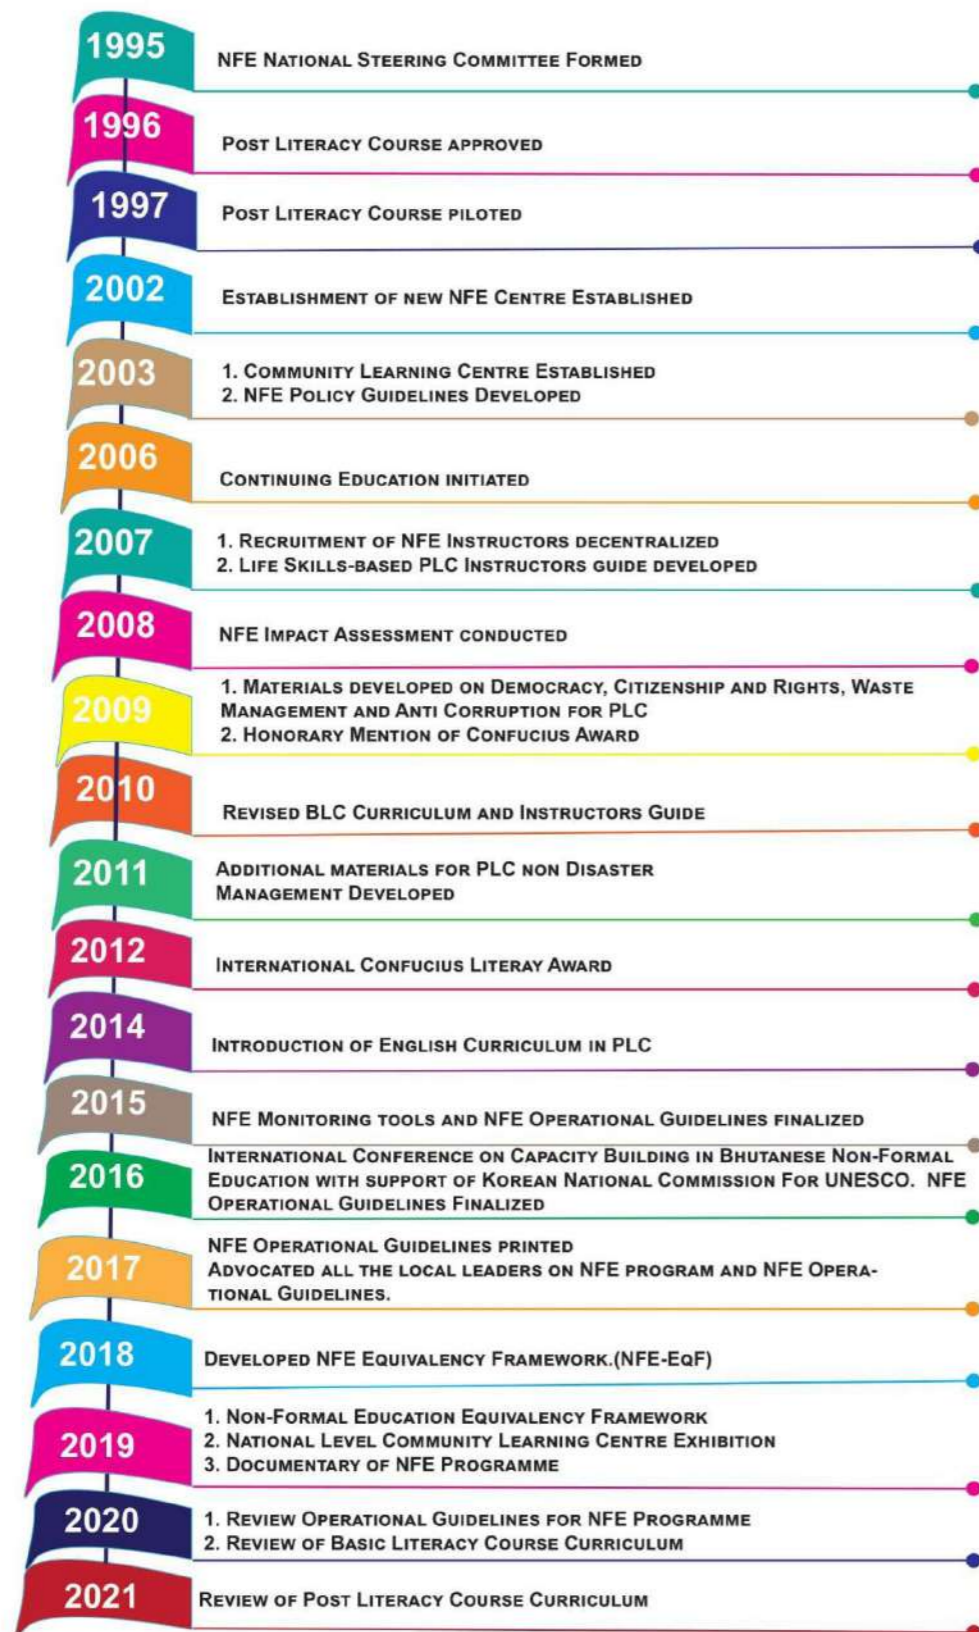 1995
NFE National Steering Committee Formed
1996
Post Literacy Course approved
1997
Post Literacy Course piloted
2002
Establishment of new NFE Centre Established
2003
1. Community Learning Centre Established
2. NFE Policy Guidelines Developed
2006
Continuing Education initiated
2007
1. Recruitment of NFE Instructors decentralized
2. Life Skills-based PLC Instructors guide developed
2008
NFE Impact Assessment conducted
2009
1. Materials developed on Democracy, Citizenship and Rights, Waste
Management and Anti Corruption for PLC
2. Honorary Mention of Confucius Award
2010
Revised BLC Curriculum and Instructors Guide
2011
Additional materials for PLC non Disaster
Management Developed
2012
International Confucius Literay Award
2014
Introduction of English Curriculum in PLC
2015
NFE Monitoring tools and NFE Operational Guidelines finalized
2016
International Conference on Capacity Building in Bhutanese Non-Formal
Education with support of Korean National Commission For UNESCO. NFE
Operational Guidelines Finalized
2017
NFE Operational Guidelines printed
Advocated all the local leaders on NFE program and NFE Opera-
tional Guidelines.
2018
Developed NFE Equivalency Framework.(NFE-EqF)
2019
1. Non-Formal Education Equivalency Framework
2. National Level Community Learning Centre Exhibition
3. Documentary of NFE Programme
2020
1. Review Operational Guidelines for NFE Programme
2. Review of Basic Literacy Course Curriculum
2021
Review of Post Literacy Course Curriculum